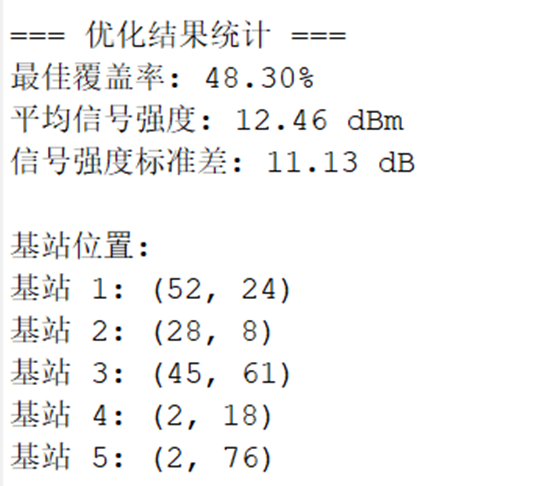 === 优化结果统计 ===
最佳覆盖率: 48.30%
平均信号强度: 12.46 dBm
信号强度标准差: 11.13 dB
基站位置:
基站 1: (52, 24)
基站 2: (28, 8)
基站 3: (45, 61)
基站 4: (2, 18)
基站 5: (2, 76)